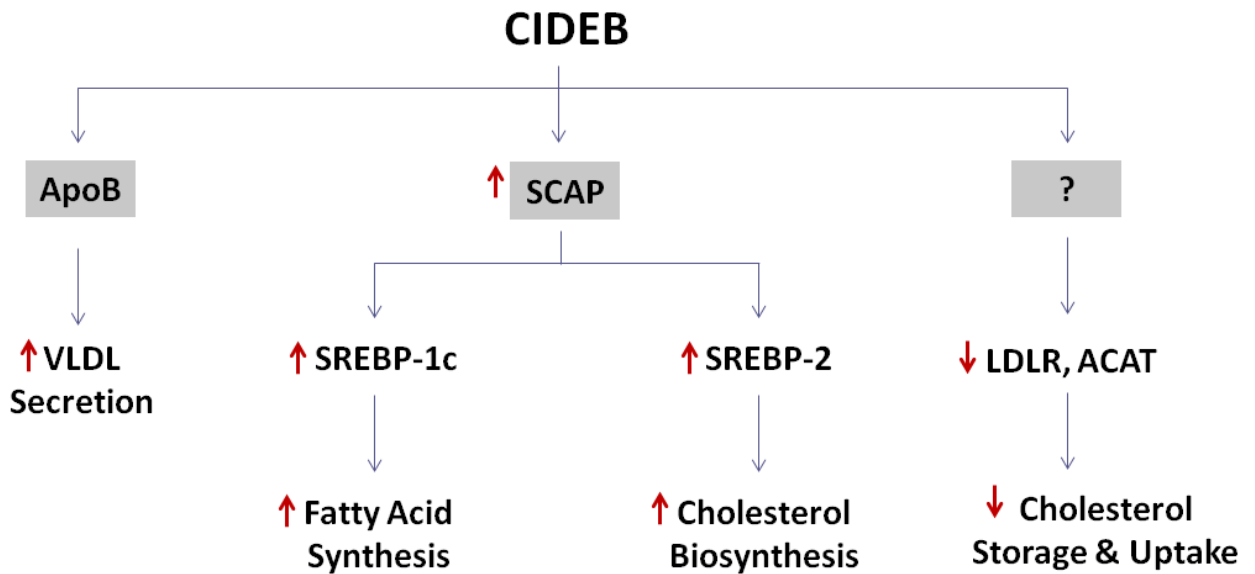 CIDEB
ApoB
SCAP
?
VLDL
Secretion
SREBP-1c
SREBP-2
LDLR, ACAT
Fatty Acid
Synthesis
Cholesterol
Biosynthesis
Cholesterol
Storage & Uptake